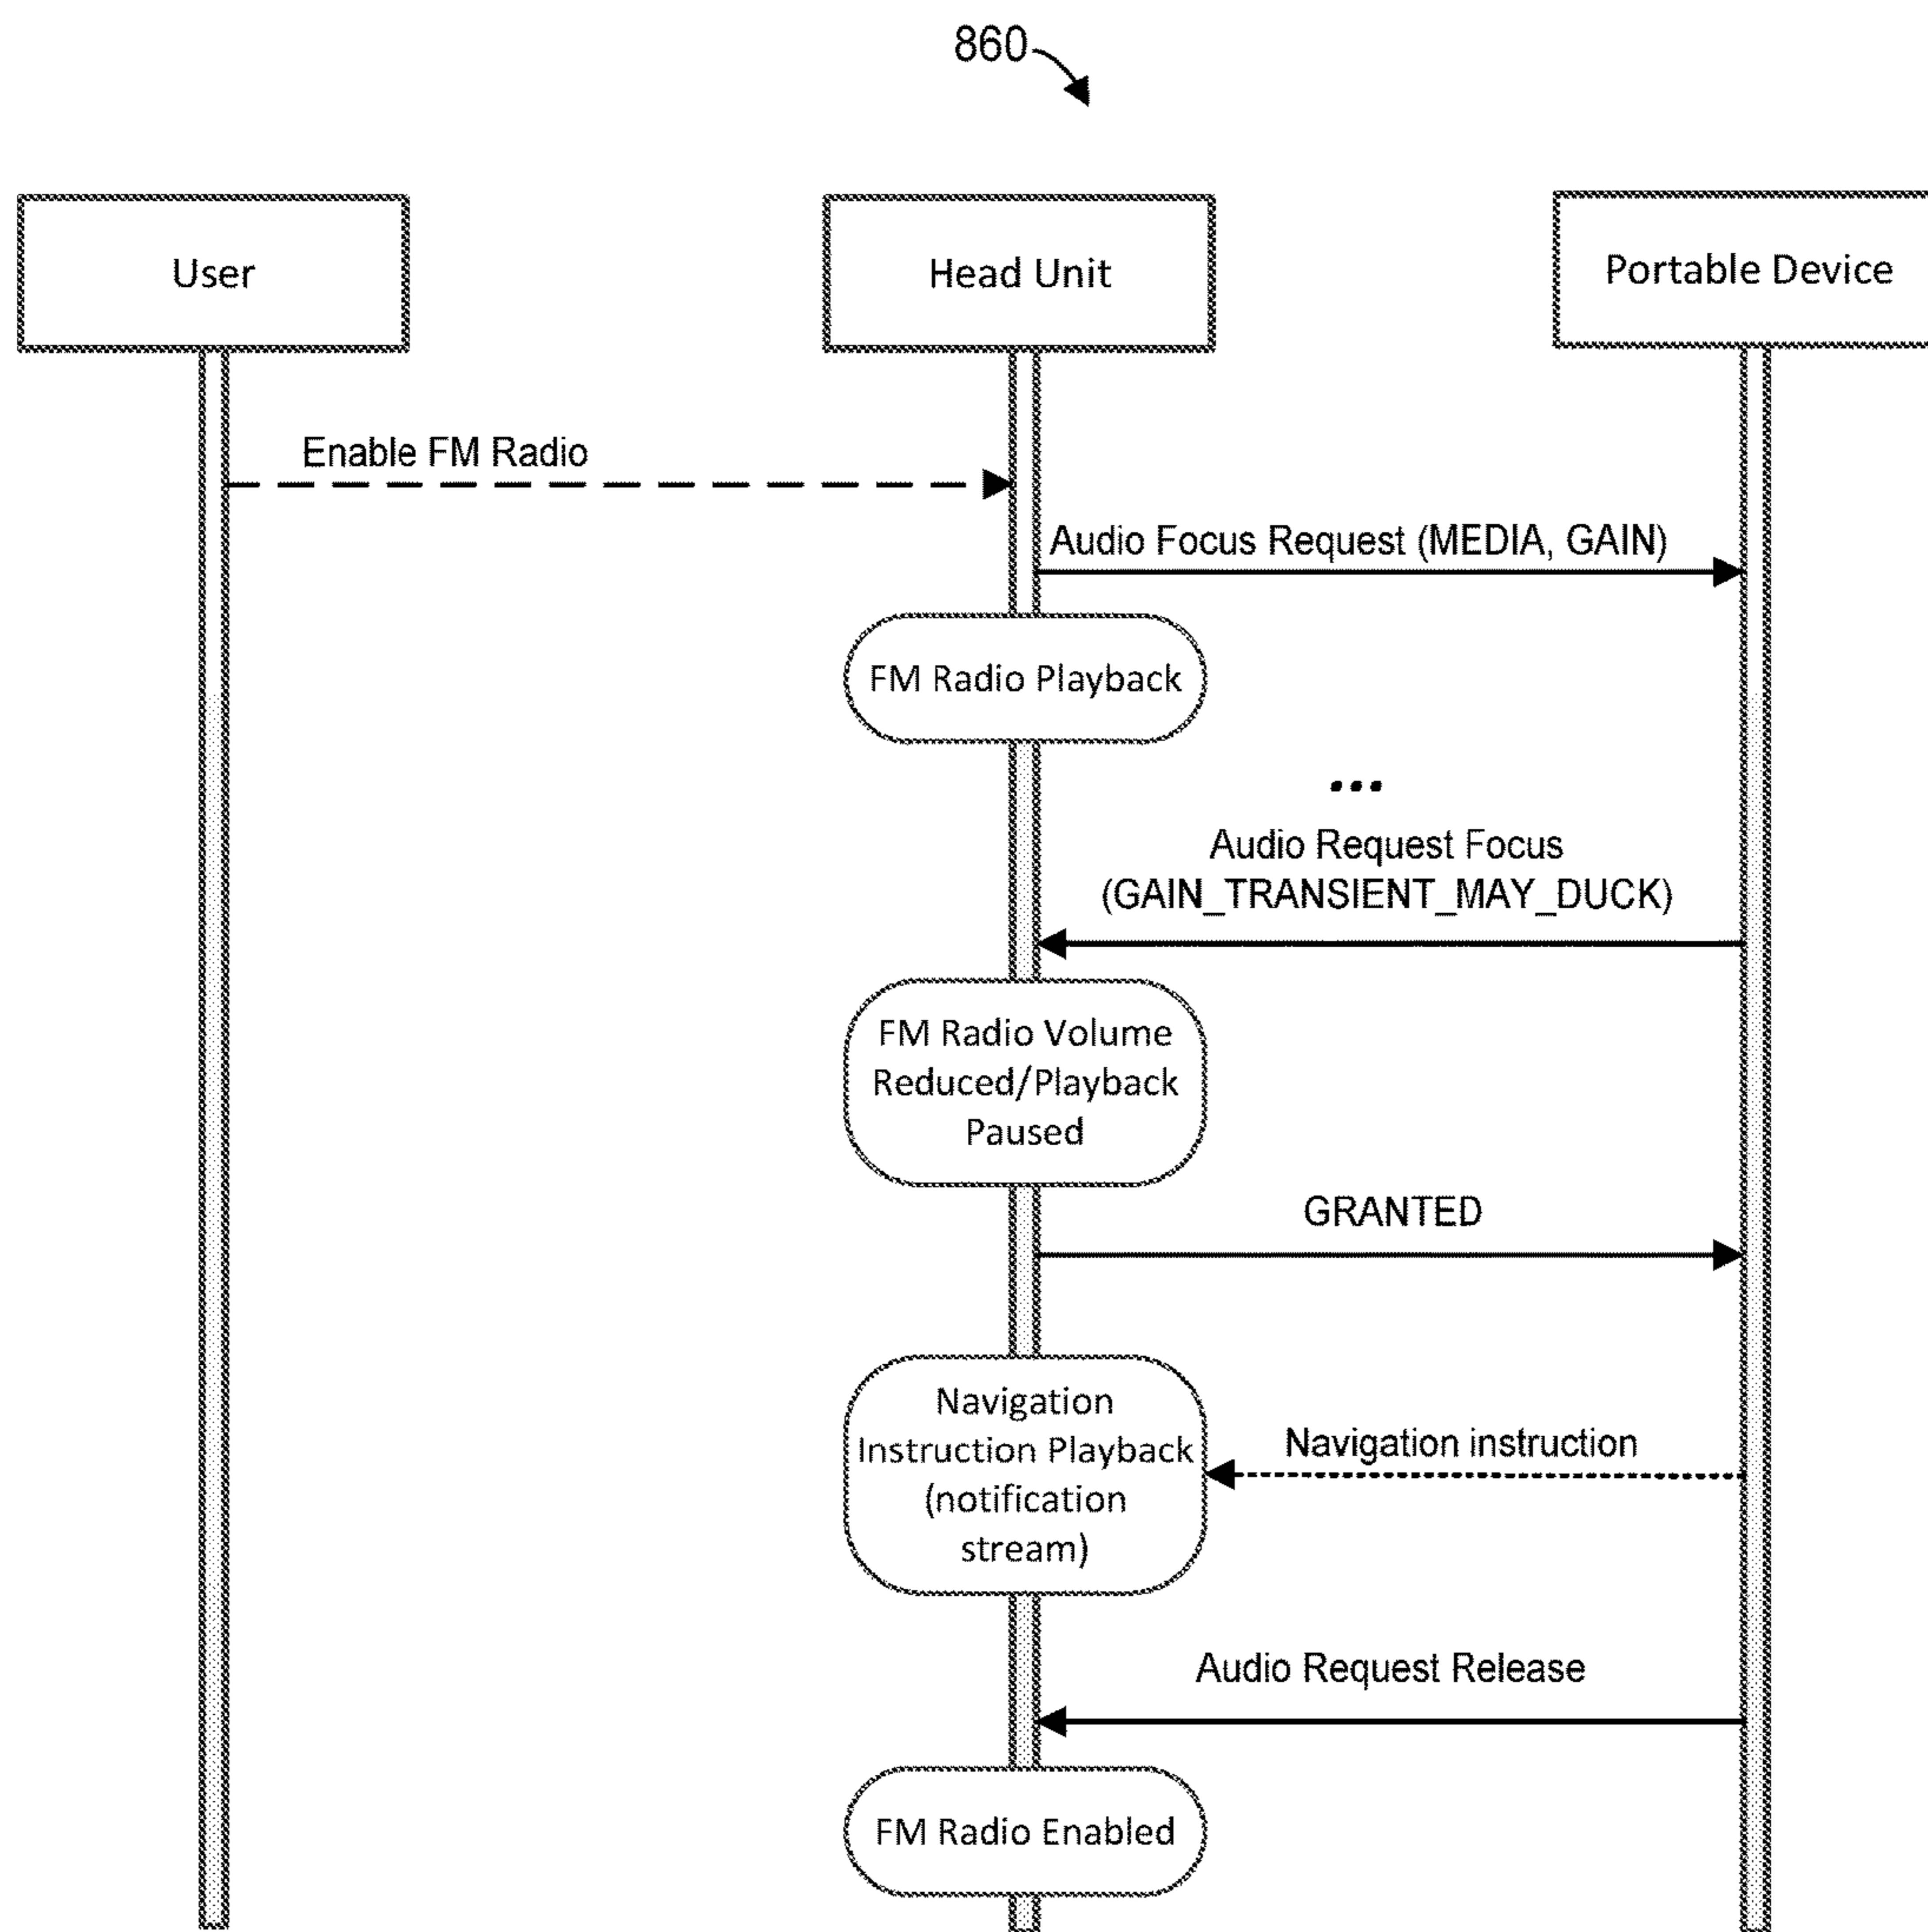 860
User
Head Unit
Portable Device
Enable FM Radio
Audio Focus Request (MEDIA, GAIN)
FM Radio Playback
...
Audio Request Focus
(GAIN_TRANSIENT_MAY_DUCK)
FM Radio Volume
Reduced/Playback
Paused
GRANTED
Navigation
Instruction Playback
(notification
stream)
Navigation instruction
Audio Request Release
FM Radio Enabled